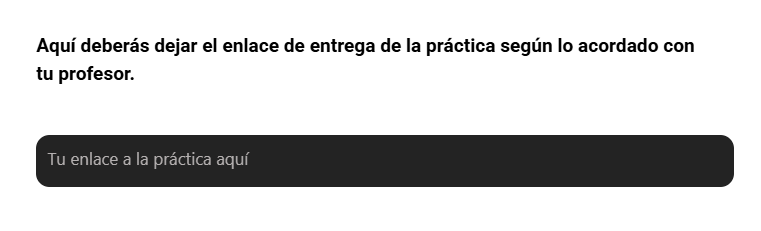 Aquí deberás dejar el enlace de entrega de la práctica según lo acordado con
tu profesor.
Tu enlace a la práctica aquí